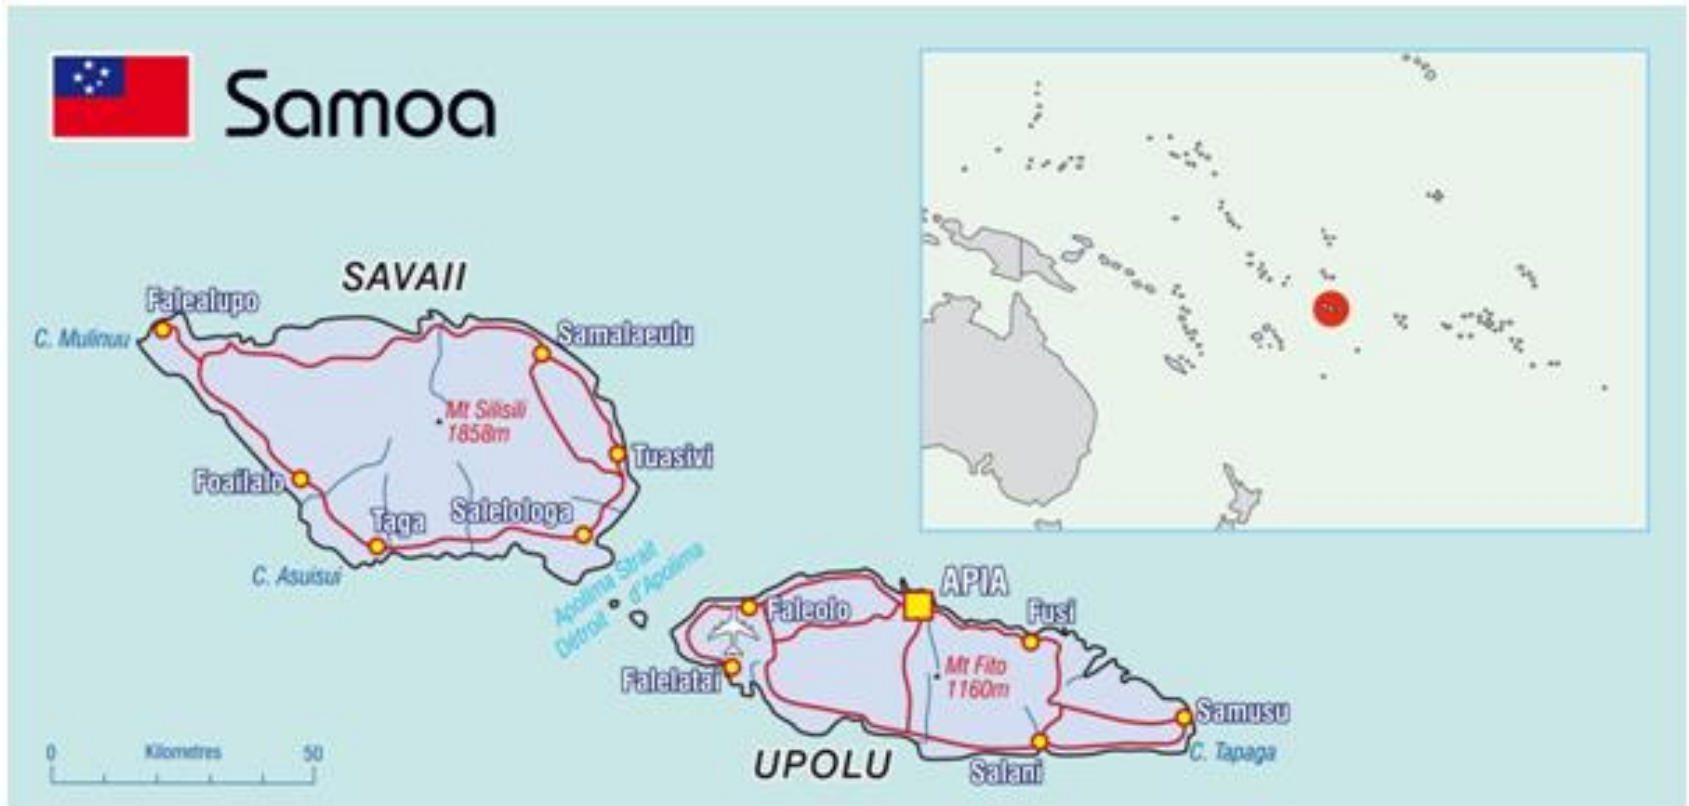 Samoa
SAVAII
Falealupo
C. Mulinuu
Samalaeulu
Mt Silisili
1858m
Tuasivi
Foailalo
Taga
Salelologa
C. Asuisui
Apolima Strait
Détroit d'Apolima
APIA
Faleolo
Fusi
Falelatai
Mt Fito
1160m
Samusu
C. Tapaga
UPOLU
Salani
0 Kilometres 50